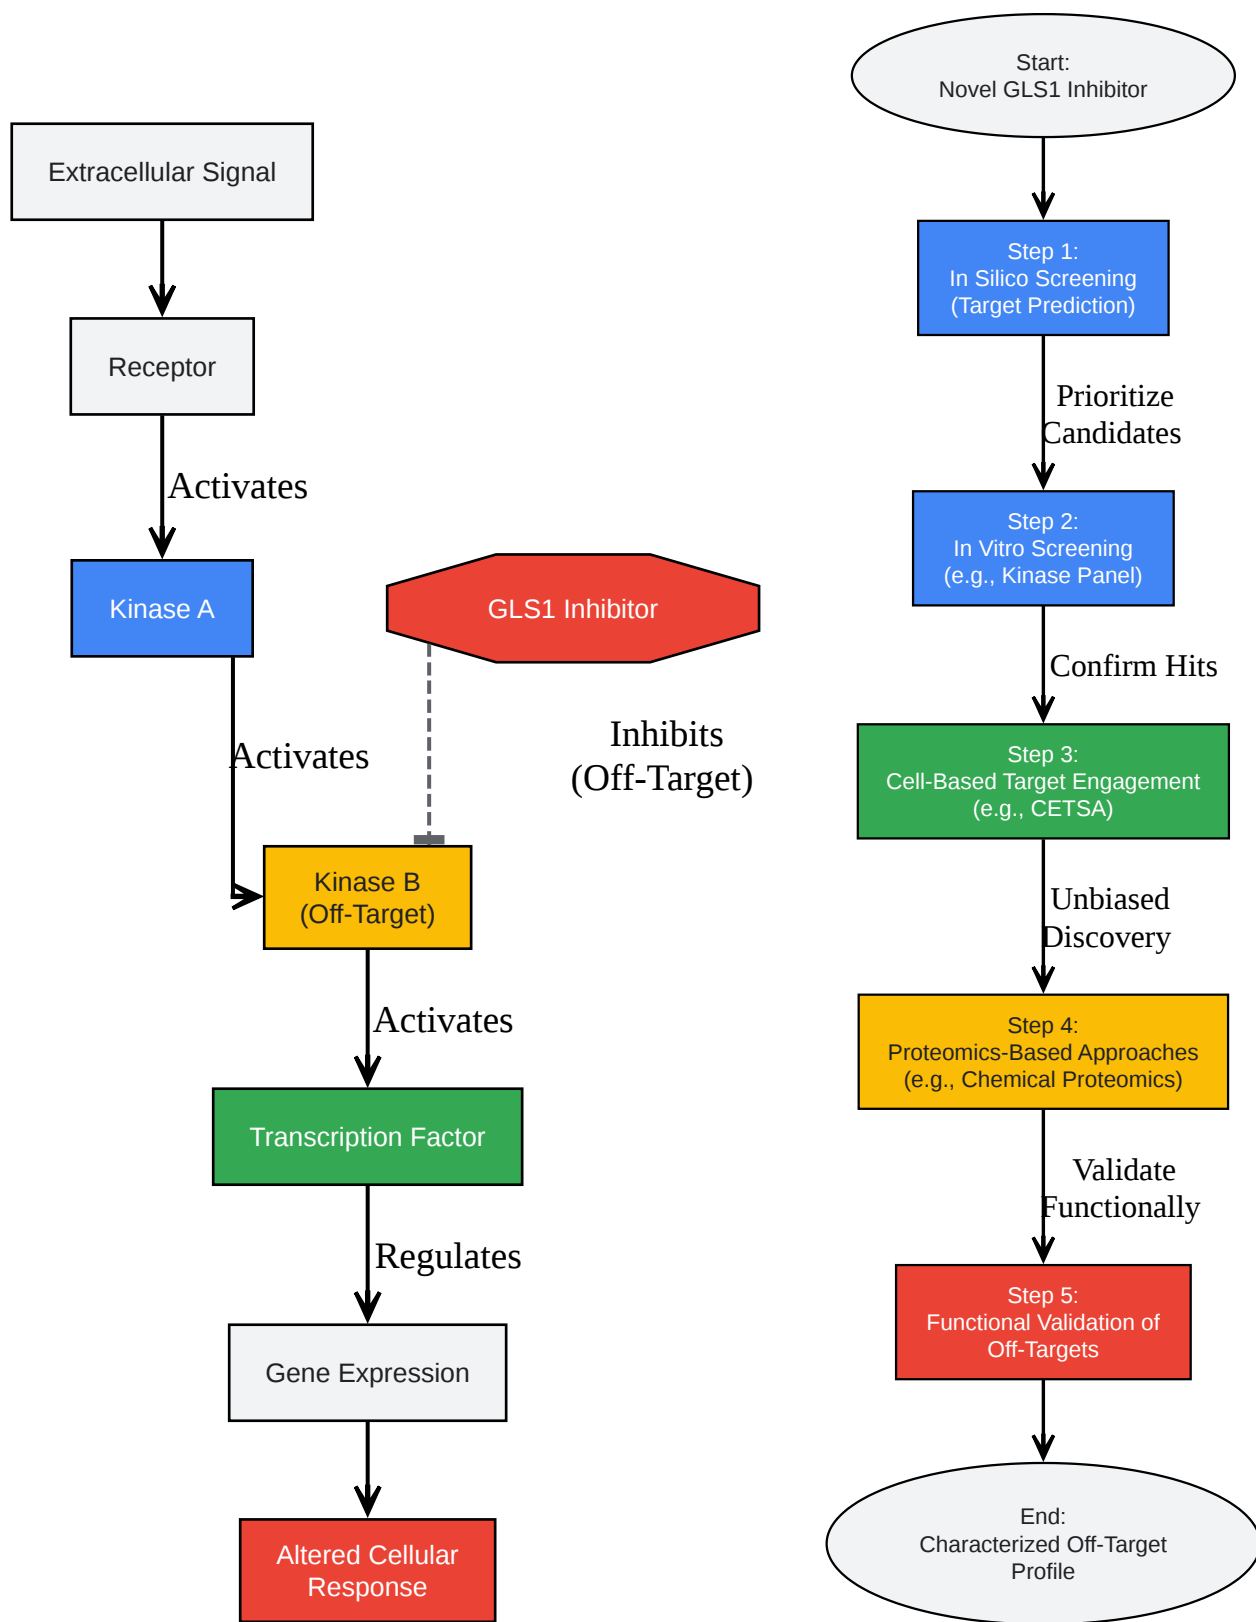 Extracellular Signal
Receptor
Activates
Kinase A
GLS1 Inhibitor
Activates
Inhibits
(Off-Target)
Kinase B
(Off-Target)
Activates
Transcription Factor
Regulates
Gene Expression
Altered Cellular
Response
Start:
Novel GLS1 Inhibitor
Step 1:
In Silico Screening
(Target Prediction)
Prioritize
Candidates
Step 2:
In Vitro Screening
(e.g., Kinase Panel)
Confirm Hits
Step 3:
Cell-Based Target Engagement
(e.g., CETSA)
Unbiased
Discovery
Step 4:
Proteomics-Based Approaches
(e.g., Chemical Proteomics)
Validate
Functionally
Step 5:
Functional Validation of
Off-Targets
End:
Characterized Off-Target
Profile